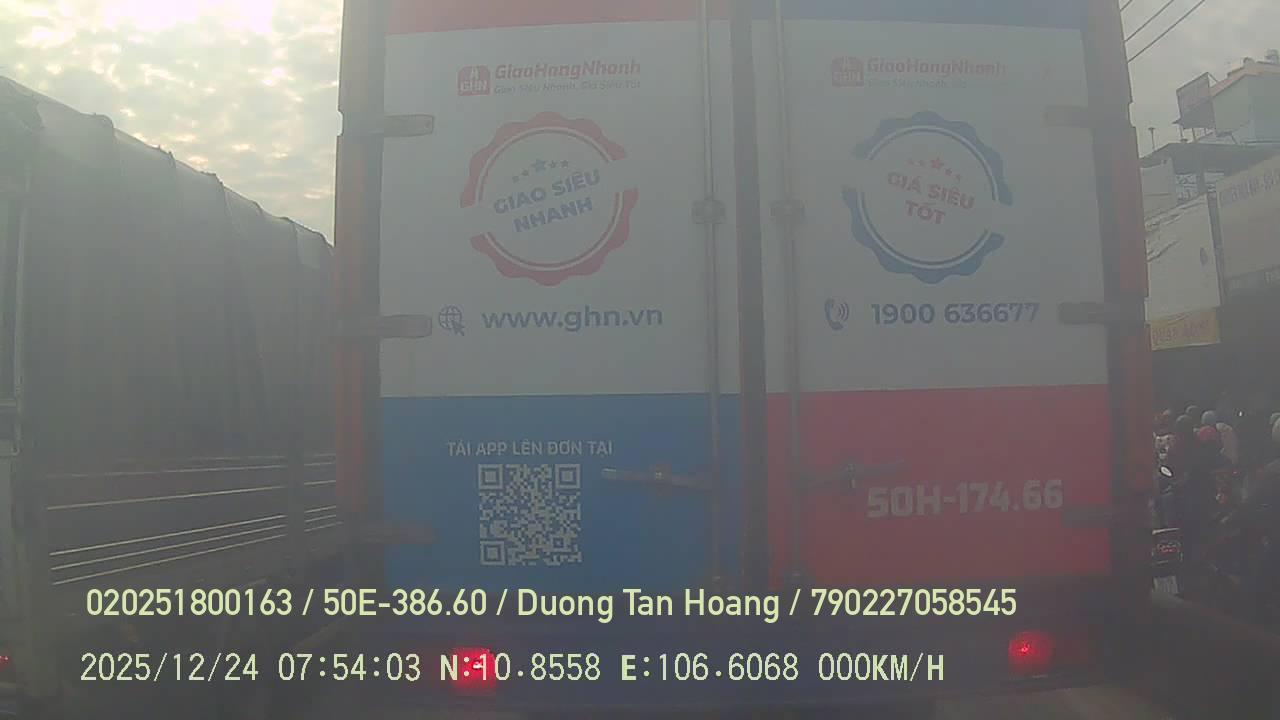 GHN GiaoHangNhanh
Giao Siêu Nhanh, Giá Siêu Tốt
GIAO SIÊU
NHANH
www.ghn.vn
GHN GiaoHangNhanh
GIÁ SIÊU
TỐT
1900 636677
TẢI APP LÊN ĐƠN TẠI
50H-174.66
020251800163 / 50E-386.60 / Duong Tan Hoang / 790227058545
2025/12/24 07:54:03 N:10.8558 E:106.6068 000KM/H